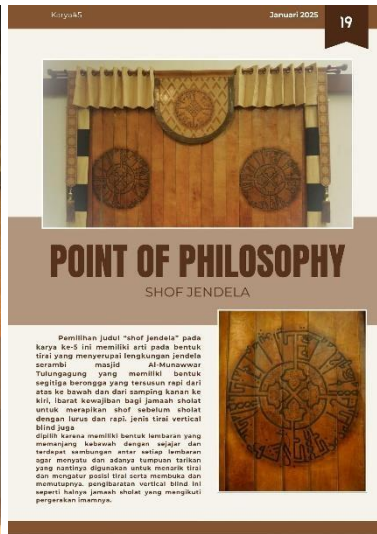 Karya#5
Januari 2025
19
POINT OF PHILOSOPHY
SHOF JENDELA
Pemilihan judul "shof jendela" pada
karya ke-5 ini memiliki arti pada bentuk
tirai yang menyerupai lengkungan jendela
serambi masjid Al-Munawwar
Tulungagung yang memiliki bentuk
segitiga berongga yang tersusun rapi dari
atas ke bawah dan dari samping kanan ke
kiri, ibarat kewajiban bagi jamaah sholat
untuk merapikan shof sebelum sholat
dengan lurus dan rapi. jenis tirai vertical
blind juga
dipilih karena memiliki bentuk lembaran yang
memanjang kebawah dengan sejajar dan
terdapat sambungan antar setiap lembaran
agar menyatu dan adanya tumpuan tarikan
yang nantinya digunakan untuk menarik tirai
dan mengatur posisi tirai serta membuka dan
menutupnya. pengibaratan vertical blind ini
seperti halnya jamaah sholat yang mengikuti
pergerakan imamnya.